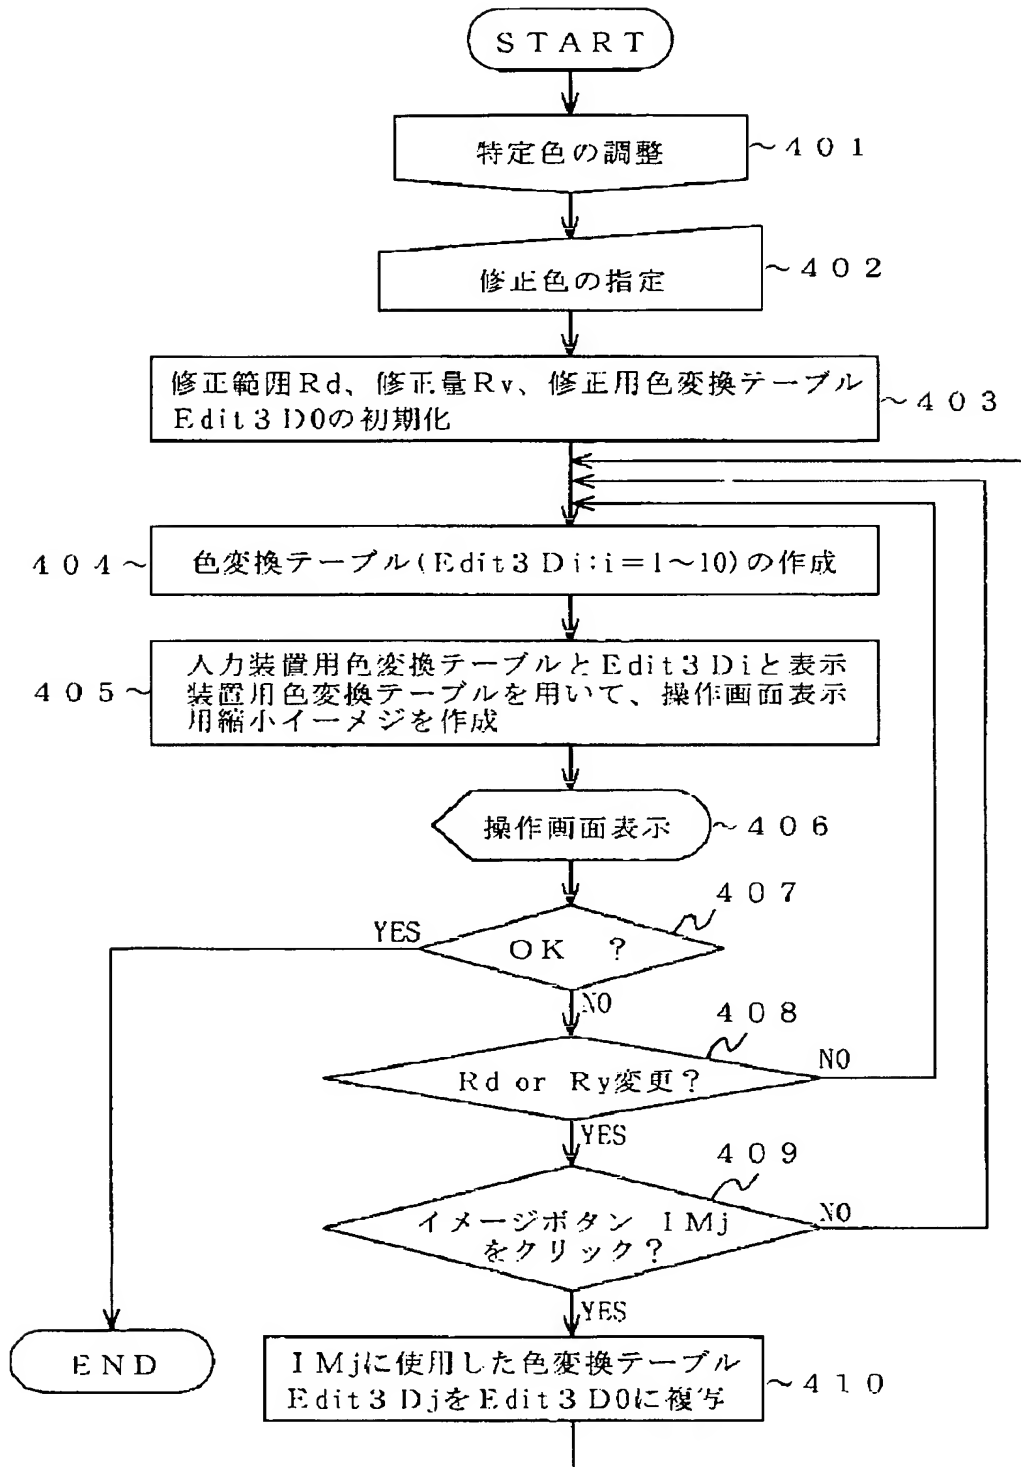 START
特定色の調整
~401
修正色の指定
~402
修正範囲Rd、修正量Rv、修正用色変換テーブル
Edit3D0の初期化
~403
404~
色変換テーブル(Edit3Di:i=1~10)の作成
405~
入力装置用色変換テーブルとEdit3Diと表示
装置用色変換テーブルを用いて、操作画面表示
用縮小イメージを作成
操作画面表示
~406
407
YES
OK ?
NO
408
Rd or Ry変更?
NO
YES
409
イメージボタン IMj
をクリック?
NO
YES
END
IMjに使用した色変換テーブル
Edit3DjをEdit3D0に複写
~410